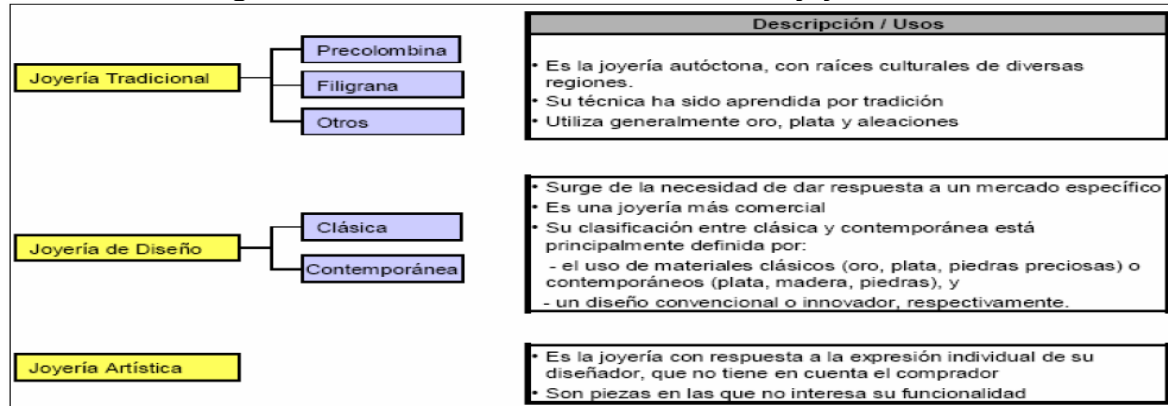 Descripción / Usos
Joyería Tradicional
Precolombina
Filigrana
Otros
• Es la joyería autóctona, con raíces culturales de diversas
regiones.
• Su técnica ha sido aprendida por tradición
• Utiliza generalmente oro, plata y aleaciones
Joyería de Diseño
Clásica
Contemporánea
• Surge de la necesidad de dar respuesta a un mercado específico
• Es una joyería más comercial
• Su clasificación entre clásica y contemporánea está
principalmente definida por:
- el uso de materiales clásicos (oro, plata, piedras preciosas) o
contemporáneos (plata, madera, piedras), y
- un diseño convencional o innovador, respectivamente.
Joyería Artística
• Es la joyería con respuesta a la expresión individual de su
diseñador, que no tiene en cuenta el comprador
• Son piezas en las que no interesa su funcionalidad